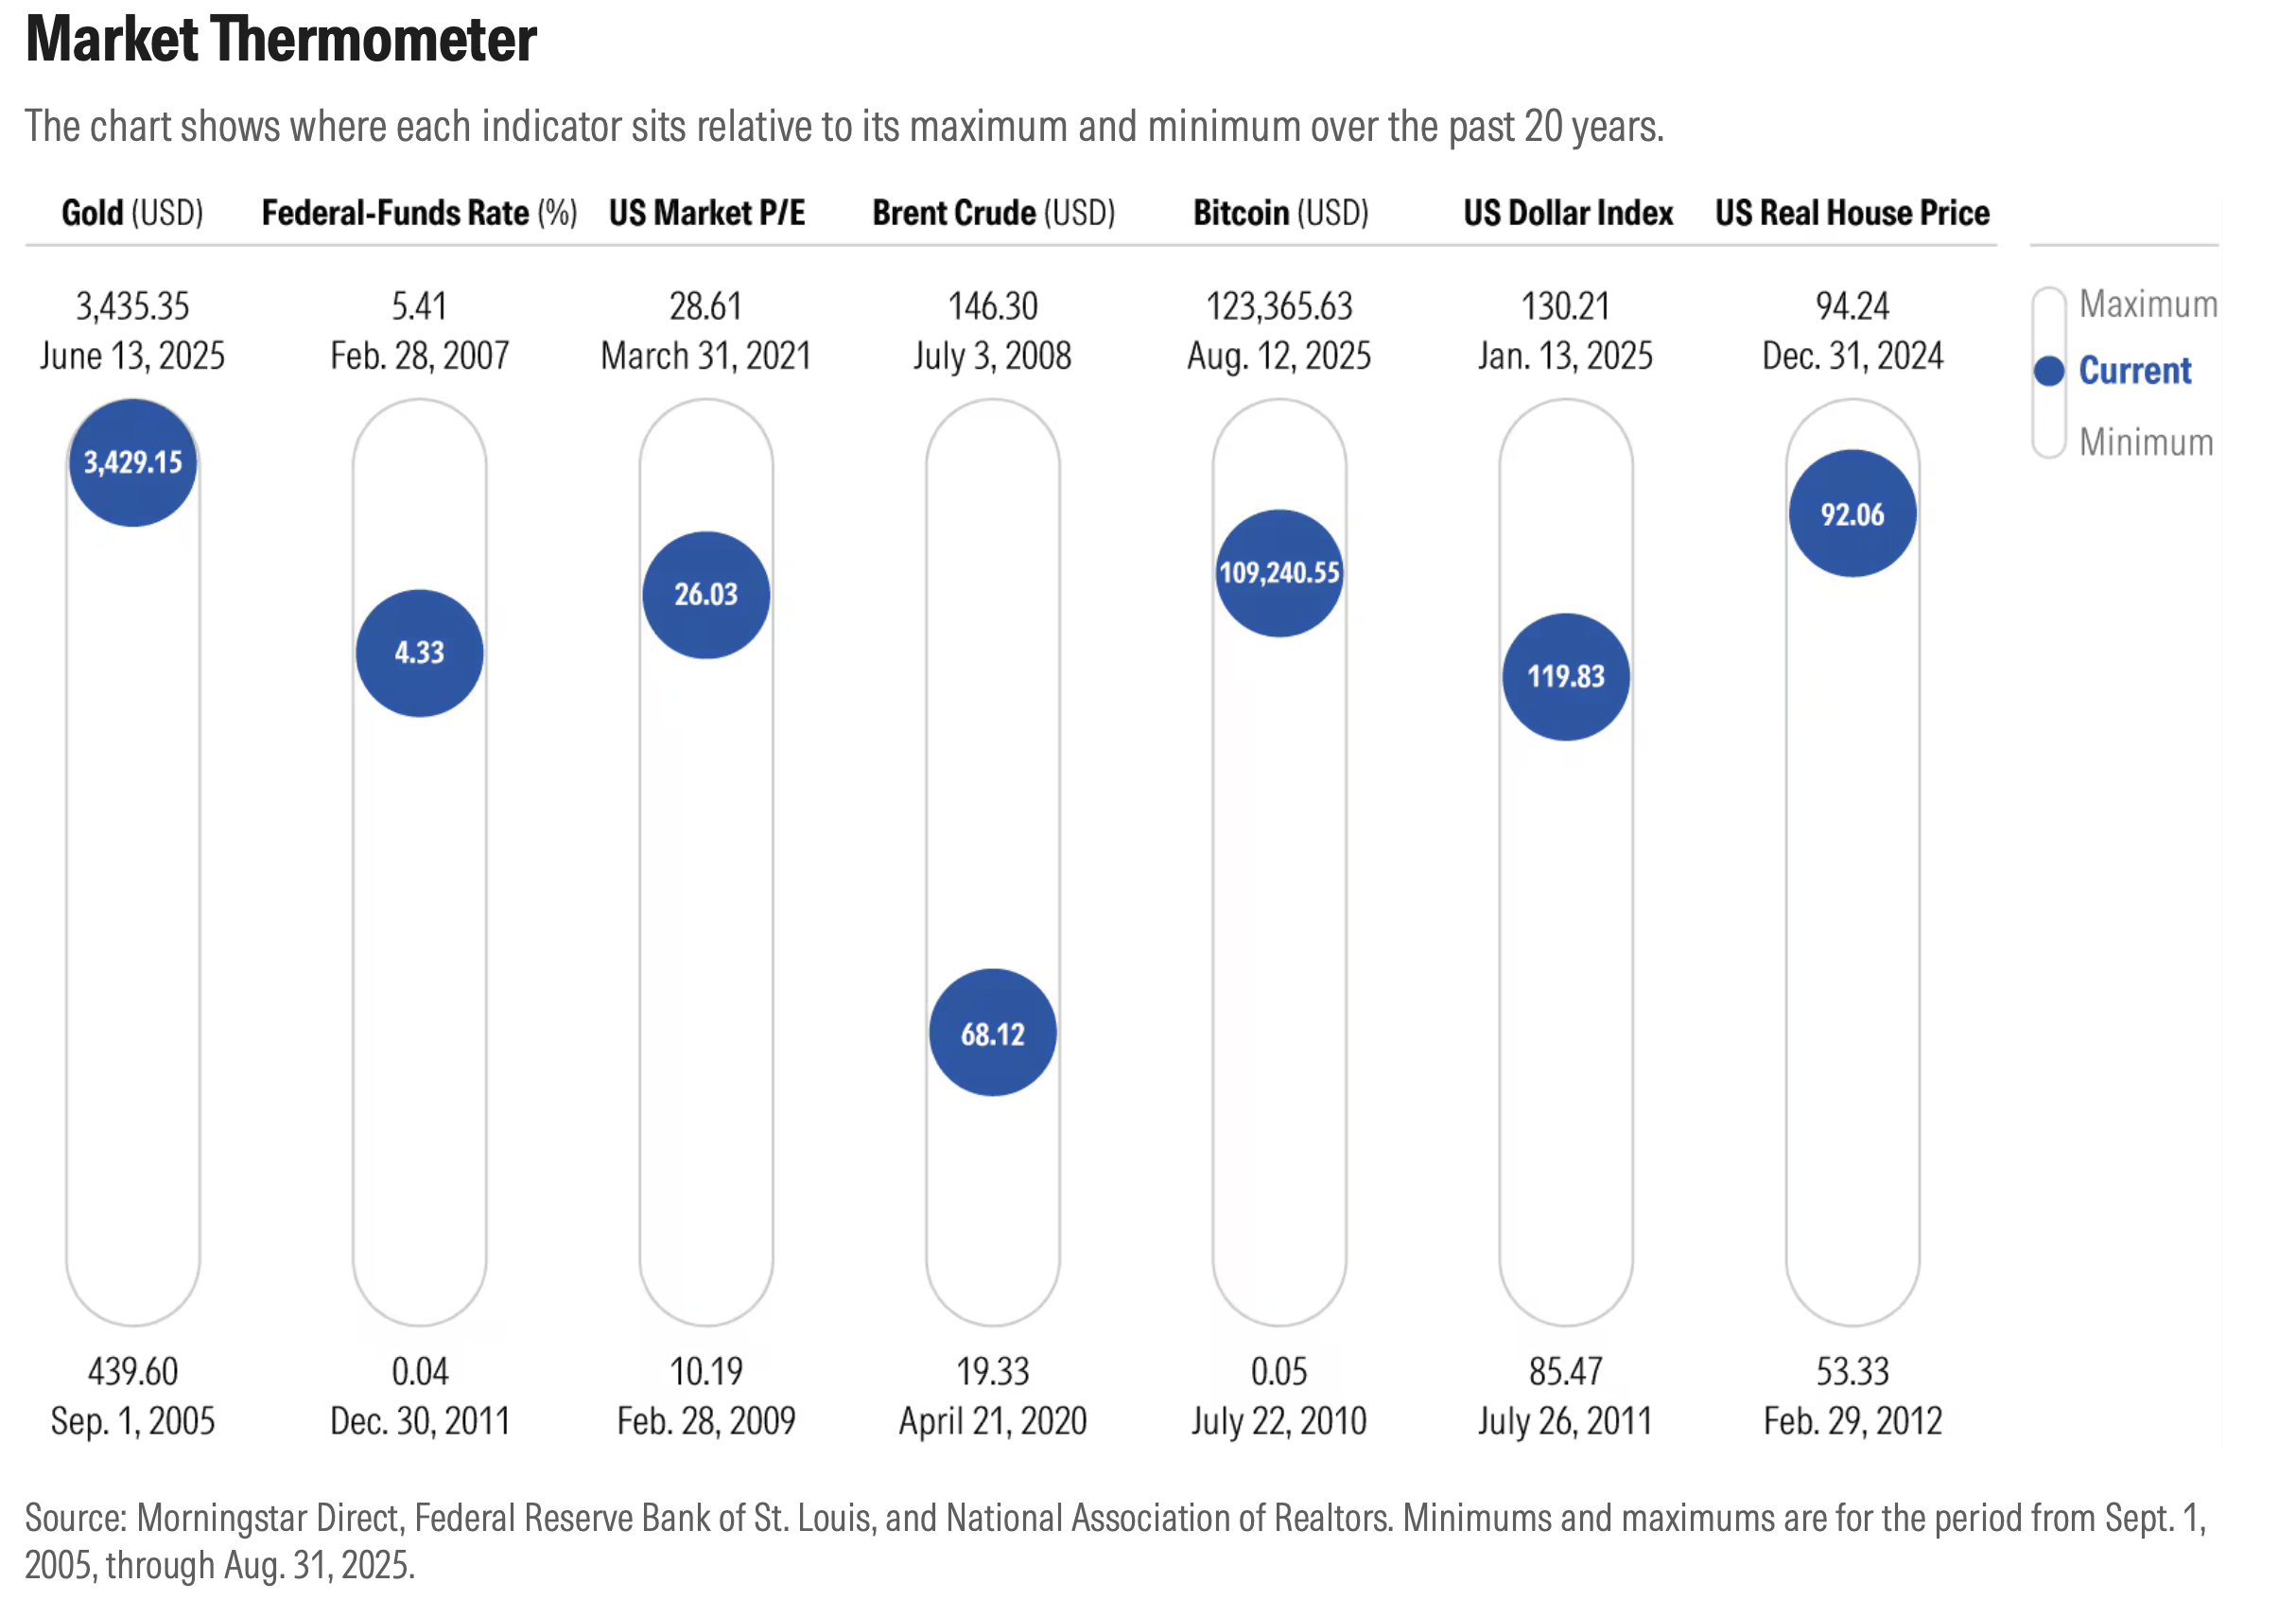 Market Thermometer
The chart shows where each indicator sits relative to its maximum and minimum over the past 20 years.
Gold (USD) Federal-Funds Rate (%) US Market P/E Brent Crude (USD) Bitcoin (USD) US Dollar Index US Real House Price
3,435.35 5.41 28.61 146.30 123,365.63 130.21 94.24
June 13, 2025 Feb. 28, 2007 March 31, 2021 July 3, 2008 Aug. 12, 2025 Jan. 13, 2025 Dec. 31, 2024
Maximum
Current
Minimum
3,429.15 4.33 26.03 68.12 109,240.55 119.83 92.06
439.60 0.04 10.19 19.33 0.05 85.47 53.33
Sep. 1, 2005 Dec. 30, 2011 Feb. 28, 2009 April 21, 2020 July 22, 2010 July 26, 2011 Feb. 29, 2012
Source: Morningstar Direct, Federal Reserve Bank of St. Louis, and National Association of Realtors. Minimums and maximums are for the period from Sept. 1,
2005, through Aug. 31, 2025.